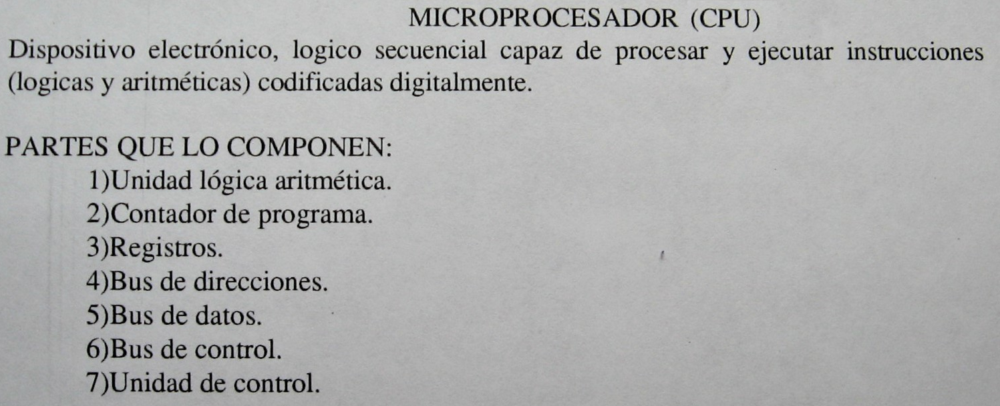 MICROPROCESADOR (CPU)
Dispositivo electrónico, logico secuencial capaz de procesar y ejecutar instrucciones
(logicas y aritméticas) codificadas digitalmente.
PARTES QUE LO COMPONEN:
1)Unidad lógica aritmética.
2)Contador de programa.
3)Registros.
4)Bus de direcciones.
5)Bus de datos.
6)Bus de control.
7)Unidad de control.